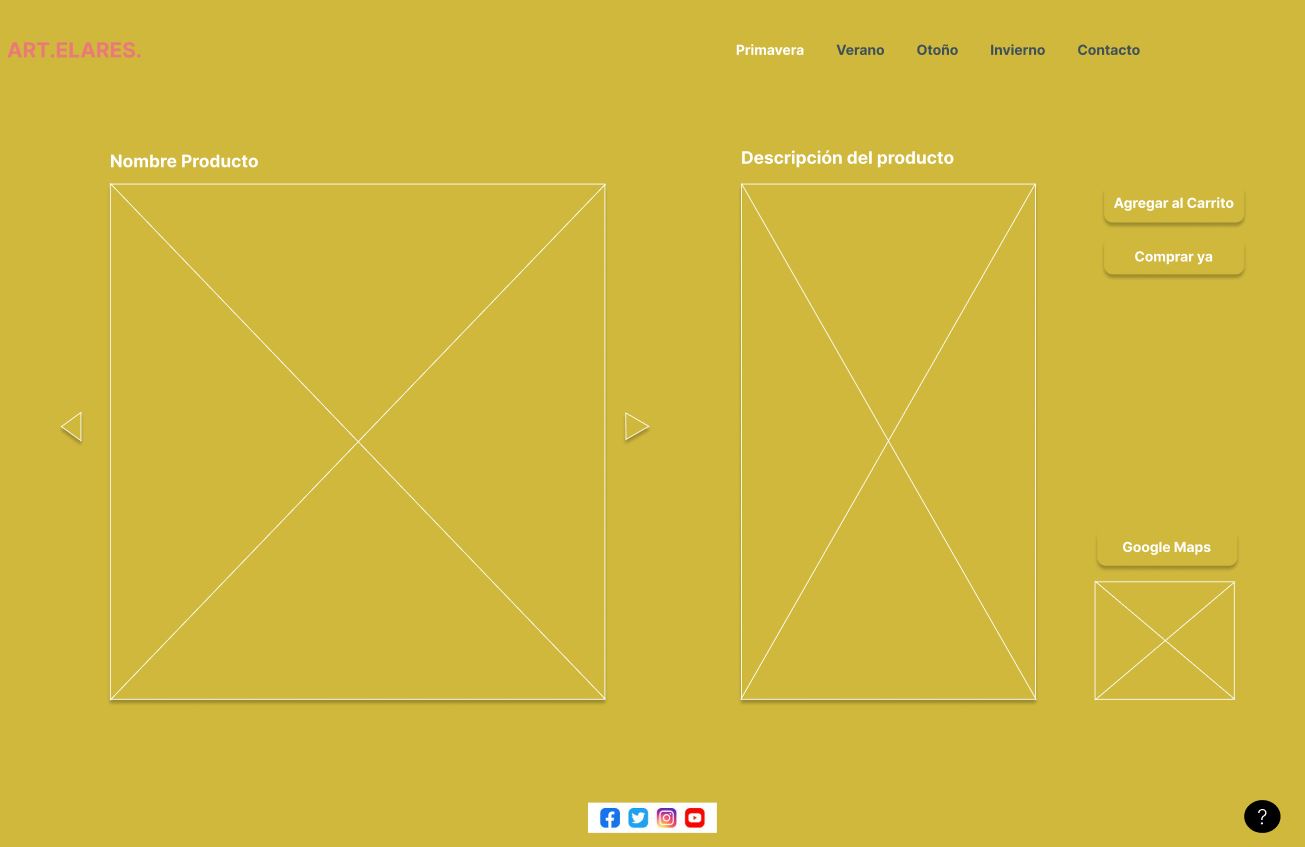 ART.ELARES.
Primavera Verano Otoño Invierno Contacto
Nombre Producto
Descripción del producto
Agregar al Carrito
Comprar ya
Google Maps
?